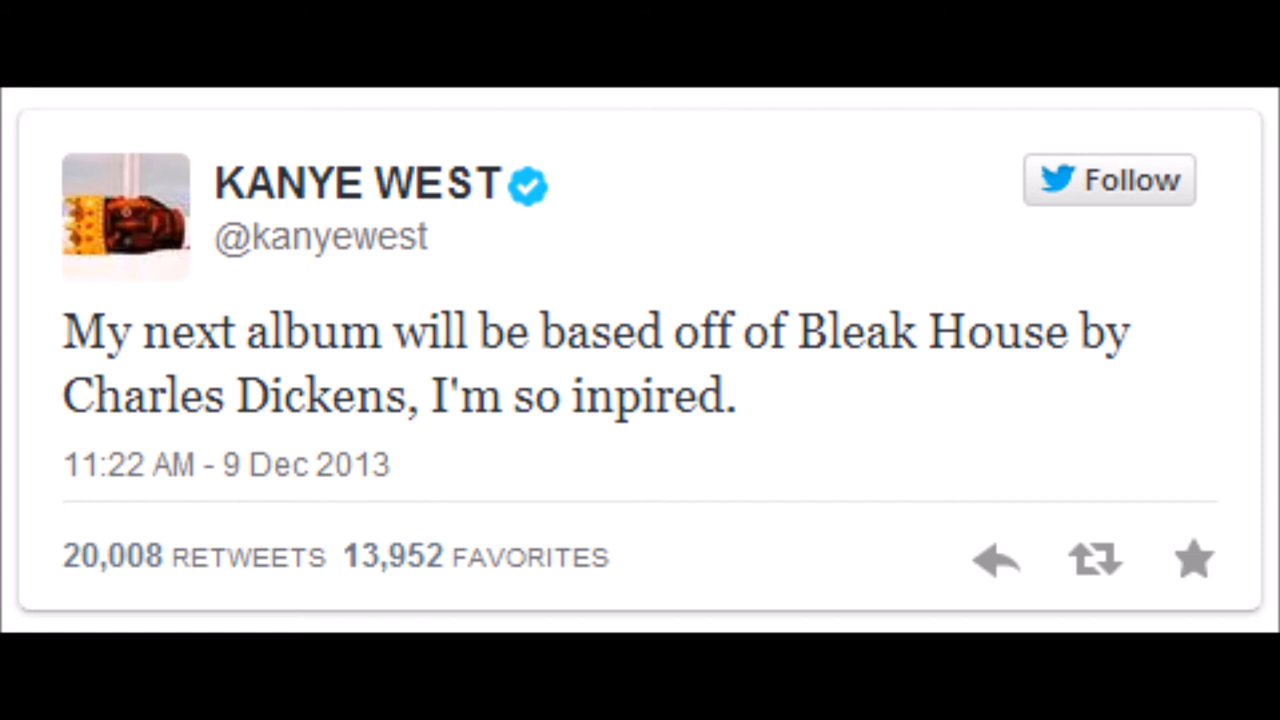 KANYE WEST
@kanyewest
Follow
My next album will be based off of Bleak House by
Charles Dickens, I'm so inpired.
11:22 AM - 9 Dec 2013
20,008 RETWEETS 13,952 FAVORITES